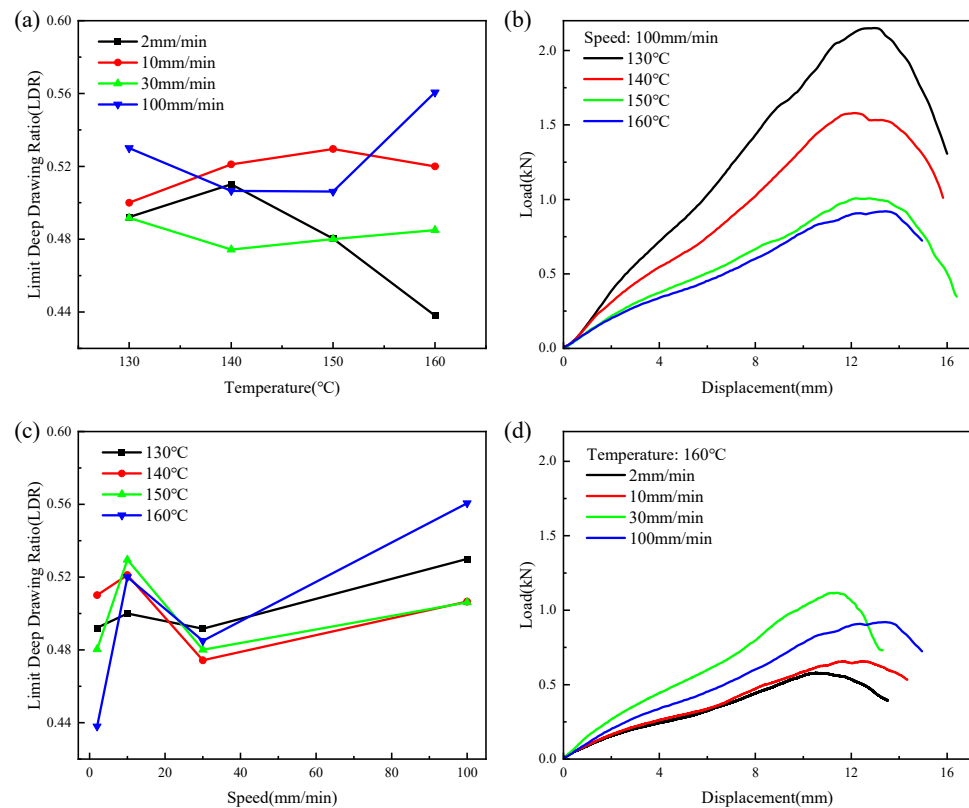 (a)
0.60
0.56
0.52
0.48
0.44
Limit Deep Drawing Ratio(LDR)
2mm/min
10mm/min
30mm/min
100mm/min
130
140
150
160
Temperature(℃)
(b)
2.0
1.5
1.0
0.5
0.0
Load(kN)
Speed: 100mm/min
130℃
140℃
150℃
160℃
0
4
8
12
16
Displacement(mm)
(c)
0.60
0.56
0.52
0.48
0.44
Limit Deep Drawing Ratio(LDR)
130℃
140℃
150℃
160℃
0
20
40
60
80
100
Speed(mm/min)
(d)
2.0
1.5
1.0
0.5
0.0
Load(kN)
Temperature: 160℃
2mm/min
10mm/min
30mm/min
100mm/min
0
4
8
12
16
Displacement(mm)